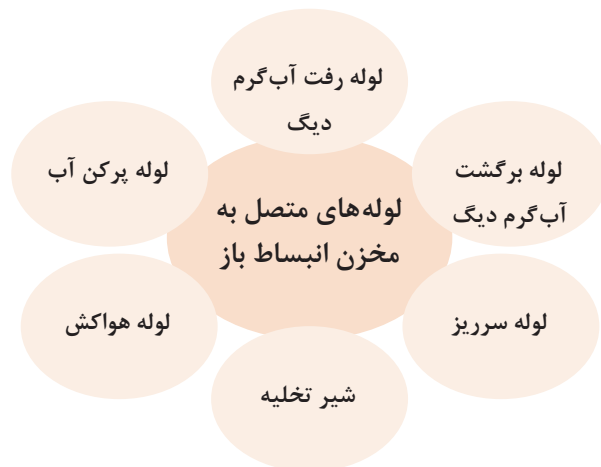 لوله‌های متصل به
مخزن انبساط باز
لوله رفت آب‌گرم
دیگ
لوله برگشت
آب‌گرم دیگ
لوله سرریز
شیر تخلیه
لوله هواکش
لوله پرکن آب